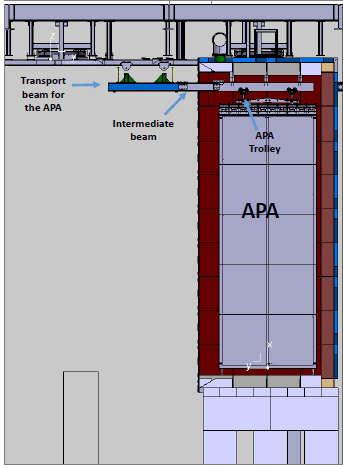 Transport
beam for
the APA
Intermediate
beam
APA
Trolley
APA
x
y
z